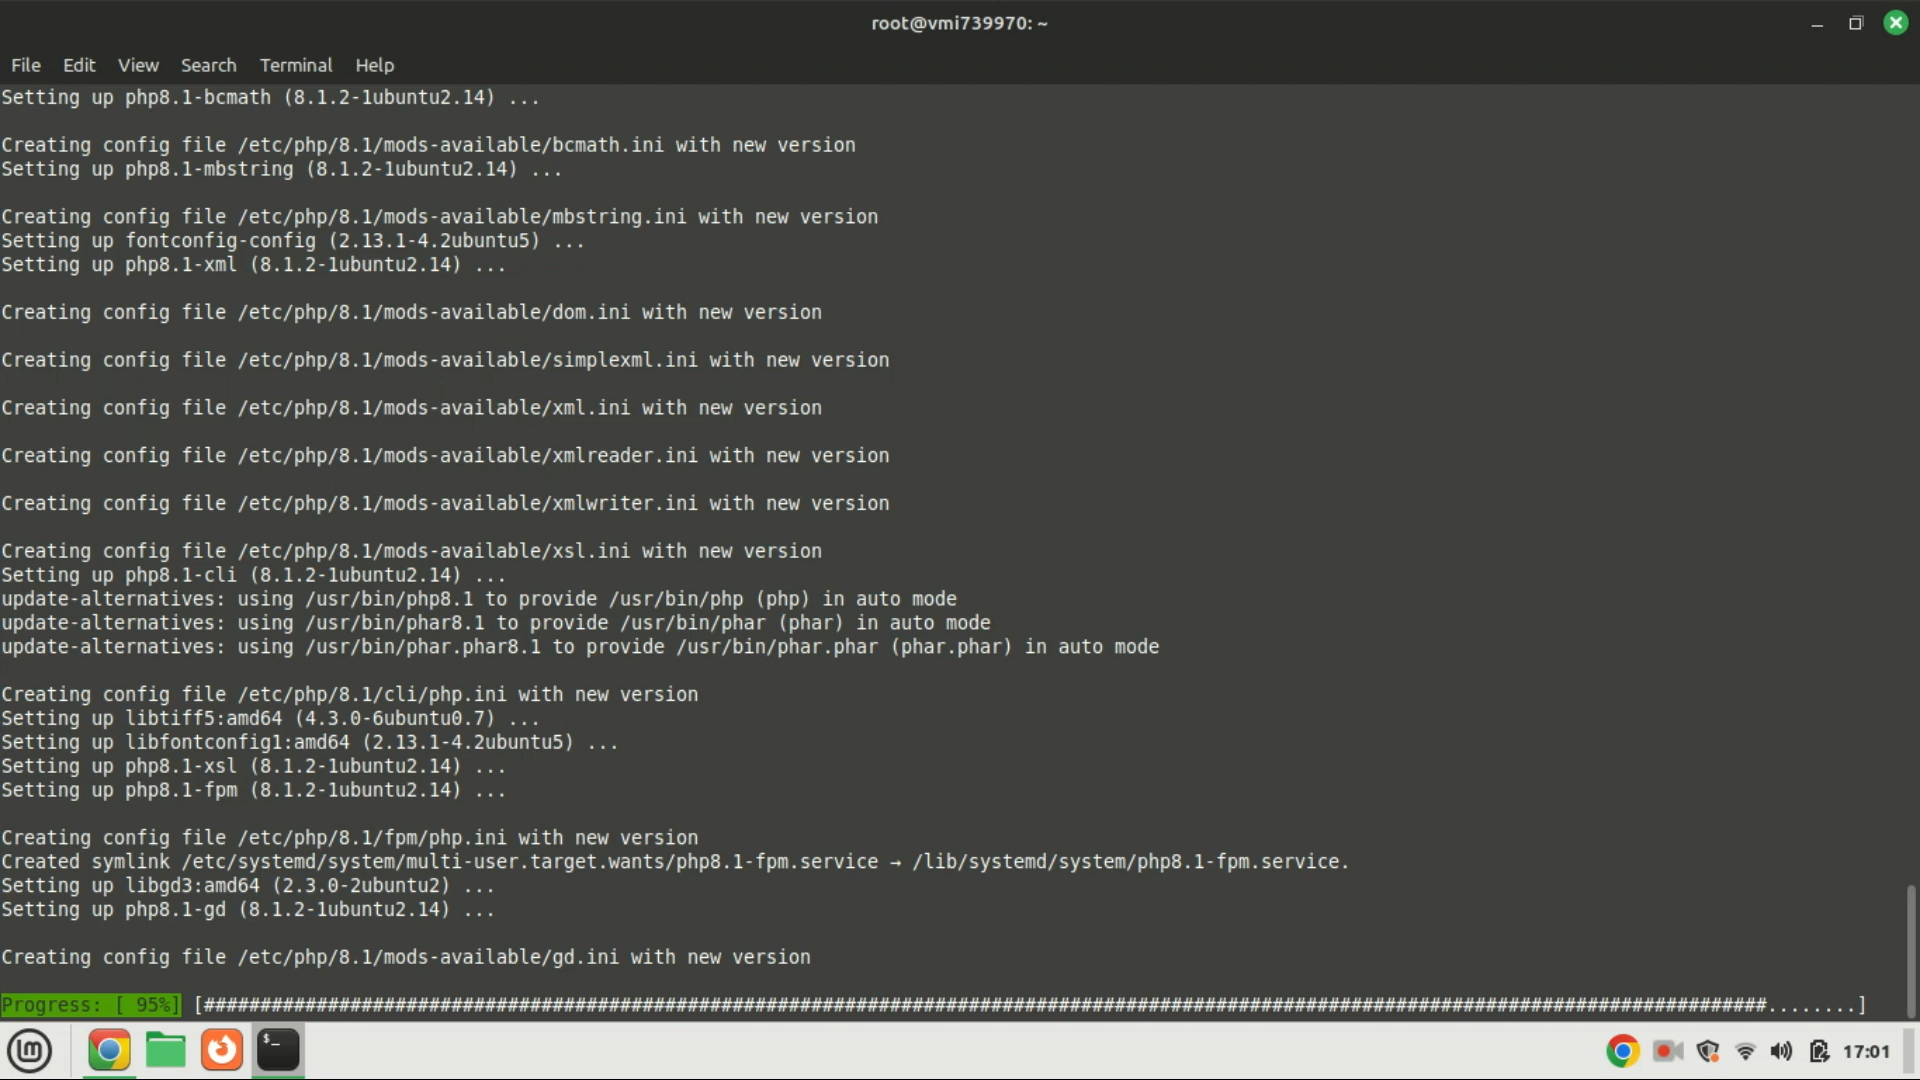 root@vmi739970: ~
File Edit View Search Terminal Help
Setting up php8.1-bcmath (8.1.2-1ubuntu2.14) ...
Creating config file /etc/php/8.1/mods-available/bcmath.ini with new version
Setting up php8.1-mbstring (8.1.2-1ubuntu2.14) ...
Creating config file /etc/php/8.1/mods-available/mbstring.ini with new version
Setting up fontconfig-config (2.13.1-4.2ubuntu5) ...
Setting up php8.1-xml (8.1.2-1ubuntu2.14) ...
Creating config file /etc/php/8.1/mods-available/dom.ini with new version
Creating config file /etc/php/8.1/mods-available/simplexml.ini with new version
Creating config file /etc/php/8.1/mods-available/xml.ini with new version
Creating config file /etc/php/8.1/mods-available/xmlreader.ini with new version
Creating config file /etc/php/8.1/mods-available/xmlwriter.ini with new version
Creating config file /etc/php/8.1/mods-available/xsl.ini with new version
Setting up php8.1-cli (8.1.2-1ubuntu2.14) ...
update-alternatives: using /usr/bin/php8.1 to provide /usr/bin/php (php) in auto mode
update-alternatives: using /usr/bin/phar8.1 to provide /usr/bin/phar (phar) in auto mode
update-alternatives: using /usr/bin/phar.phar8.1 to provide /usr/bin/phar.phar (phar.phar) in auto mode
Creating config file /etc/php/8.1/cli/php.ini with new version
Setting up libtiff5:amd64 (4.3.0-6ubuntu0.7) ...
Setting up libfontconfig1:amd64 (2.13.1-4.2ubuntu5) ...
Setting up php8.1-xsl (8.1.2-1ubuntu2.14) ...
Setting up php8.1-fpm (8.1.2-1ubuntu2.14) ...
Creating config file /etc/php/8.1/fpm/php.ini with new version
Created symlink /etc/systemd/system/multi-user.target.wants/php8.1-fpm.service → /lib/systemd/system/php8.1-fpm.service.
Setting up libgd3:amd64 (2.3.0-2ubuntu2) ...
Setting up php8.1-gd (8.1.2-1ubuntu2.14) ...
Creating config file /etc/php/8.1/mods-available/gd.ini with new version
Progress: [ 95%] [###########################################################################################################################################........]
17:01